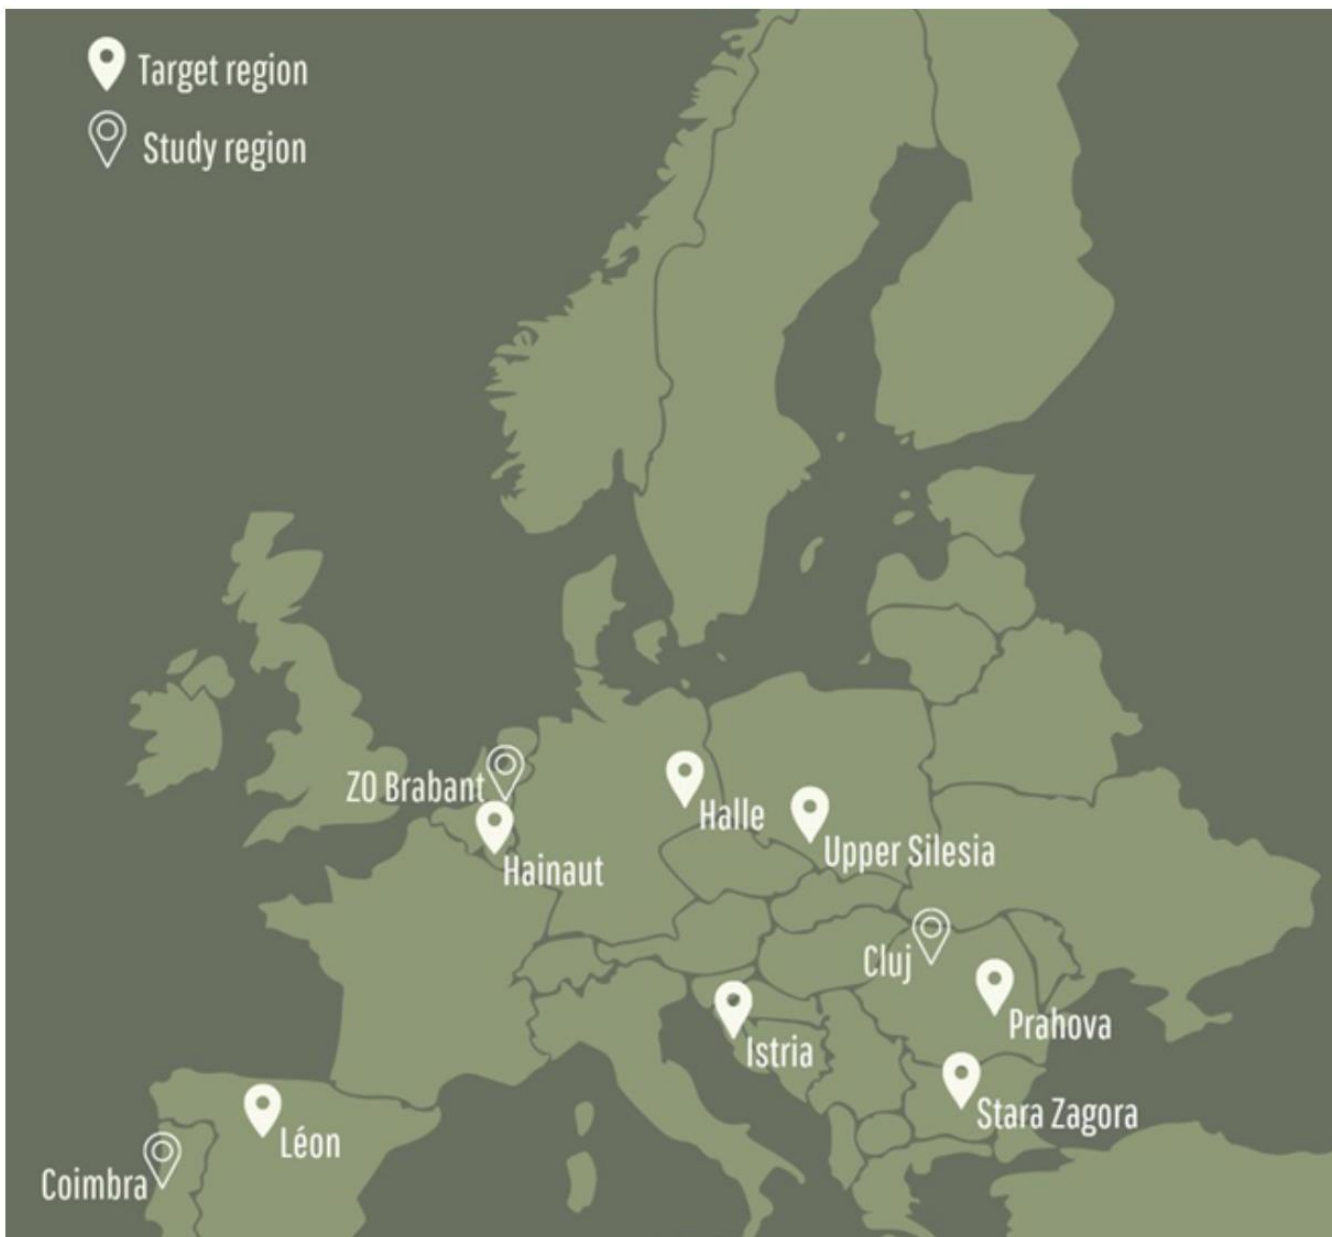 Target region
Study region
ZO Brabant
Halle
Hainaut
Upper Silesia
Cluj
Prahova
Istria
Stara Zagora
Léon
Coimbra